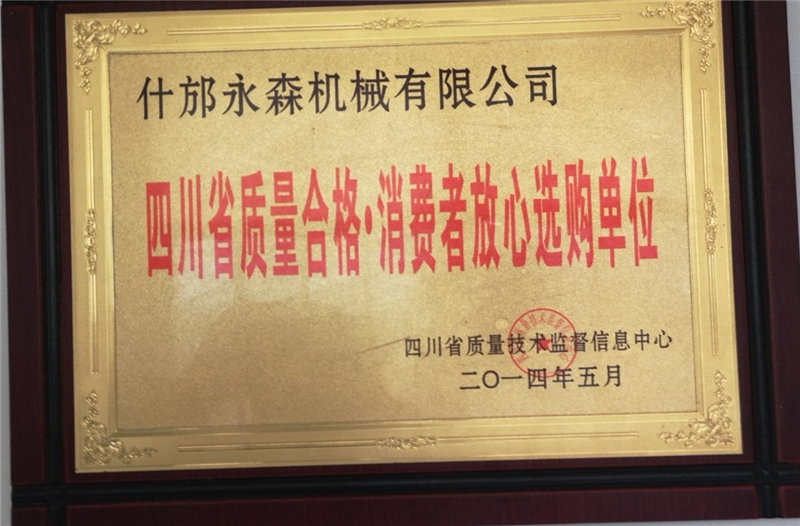 什邡永森机械有限公司
四川省质量合格·消费者放心选购单位
四川省质量技术监督信息中心
二〇一四年五月